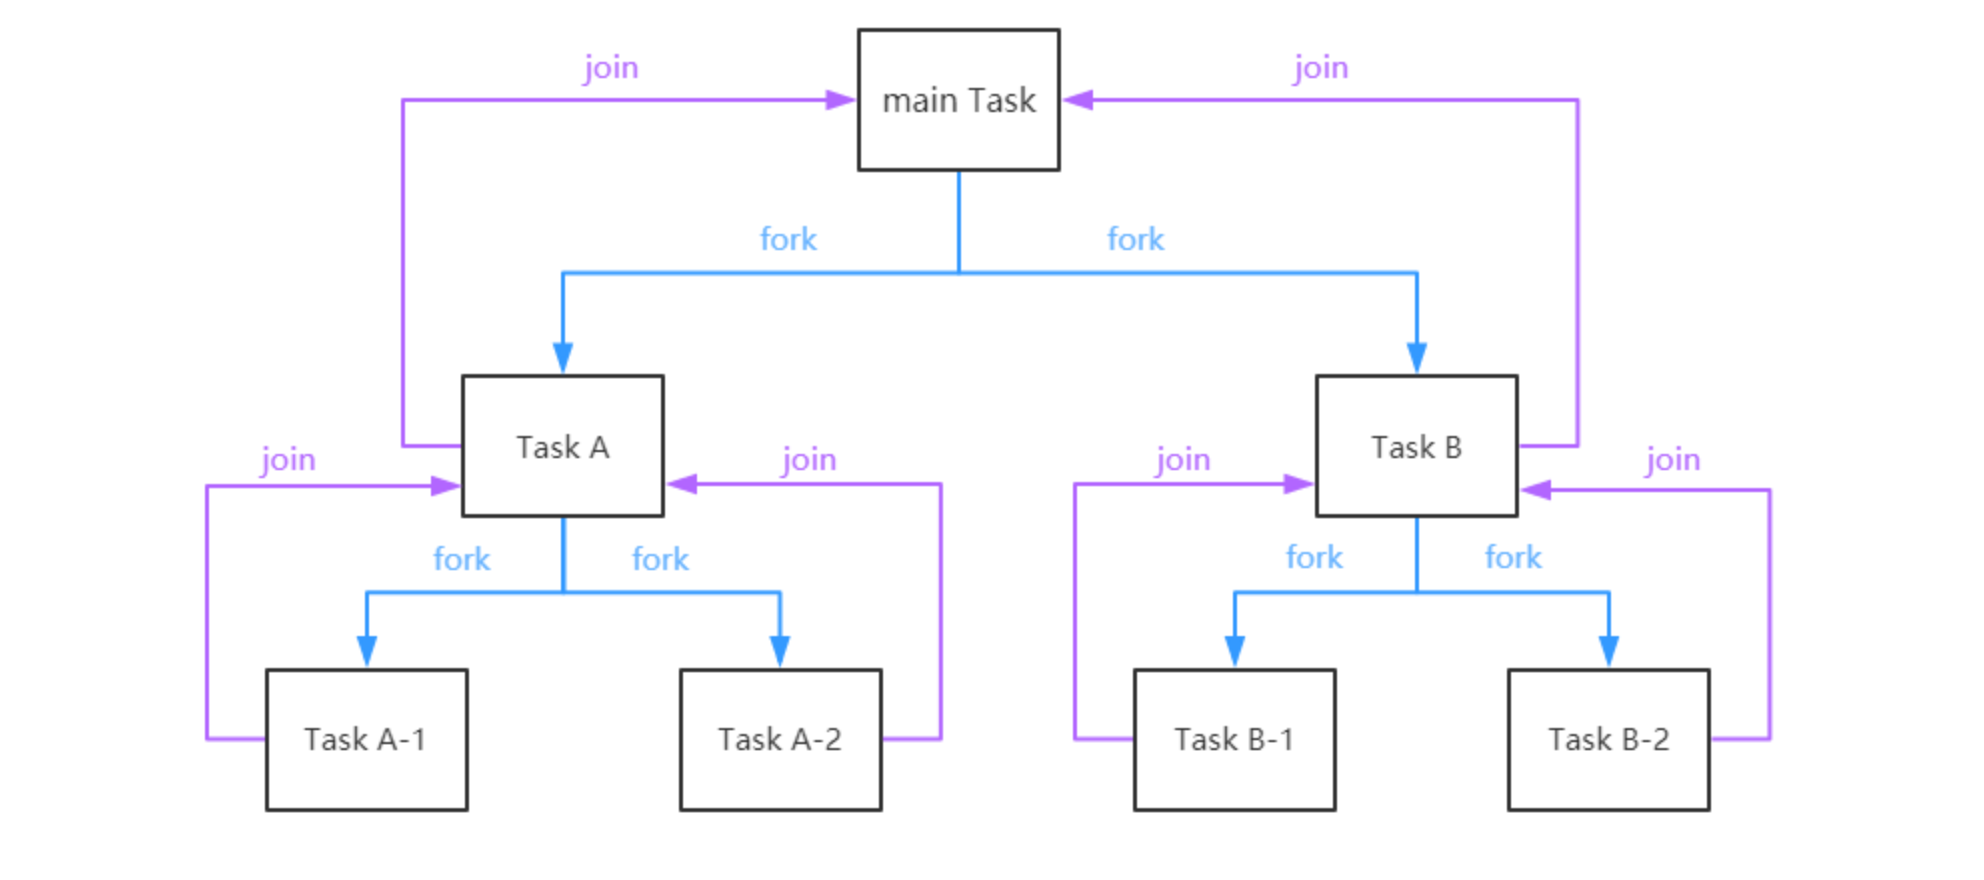 join
join
main Task
fork
fork
Task A
Task B
join
join
join
join
fork
fork
fork
fork
Task A-1
Task A-2
Task B-1
Task B-2